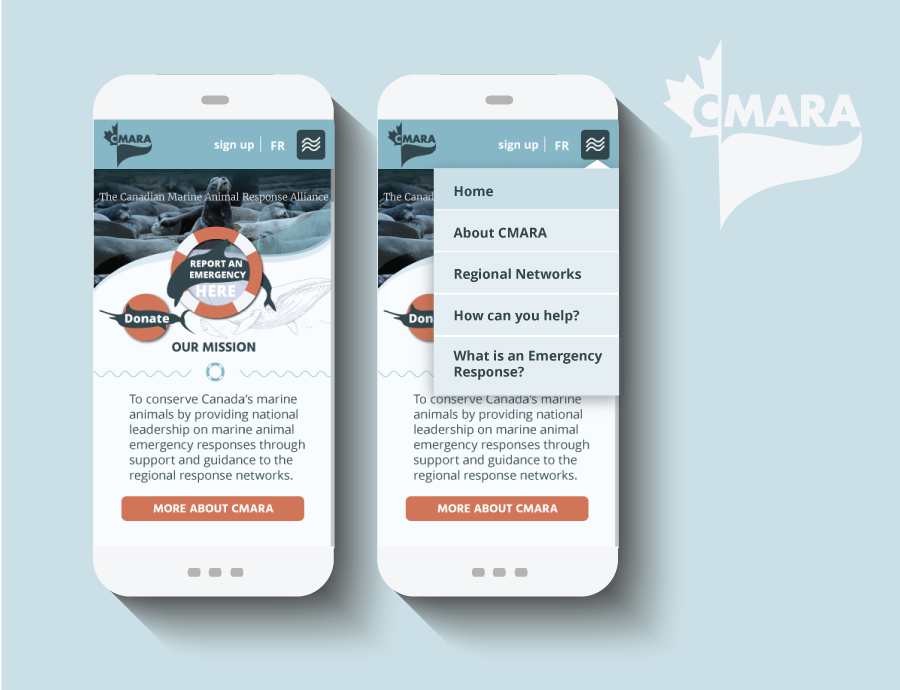 CMARA
sign up FR
The Canadian Marine Animal Response Alliance
REPORT AN
EMERGENCY
HERE
Donate
OUR MISSION
To conserve Canada's marine
animals by providing national
leadership on marine animal
emergency responses through
support and guidance to the
regional response networks.
MORE ABOUT CMARA
CMARA
sign up FR
The Canad
Home
About CMARA
Regional Networks
How can you help?
What is an Emergency
Response?
Don
To conserve Canada's marine
animals by providing national
leadership on marine animal
emergency responses through
support and guidance to the
regional response networks.
MORE ABOUT CMARA
CMARA